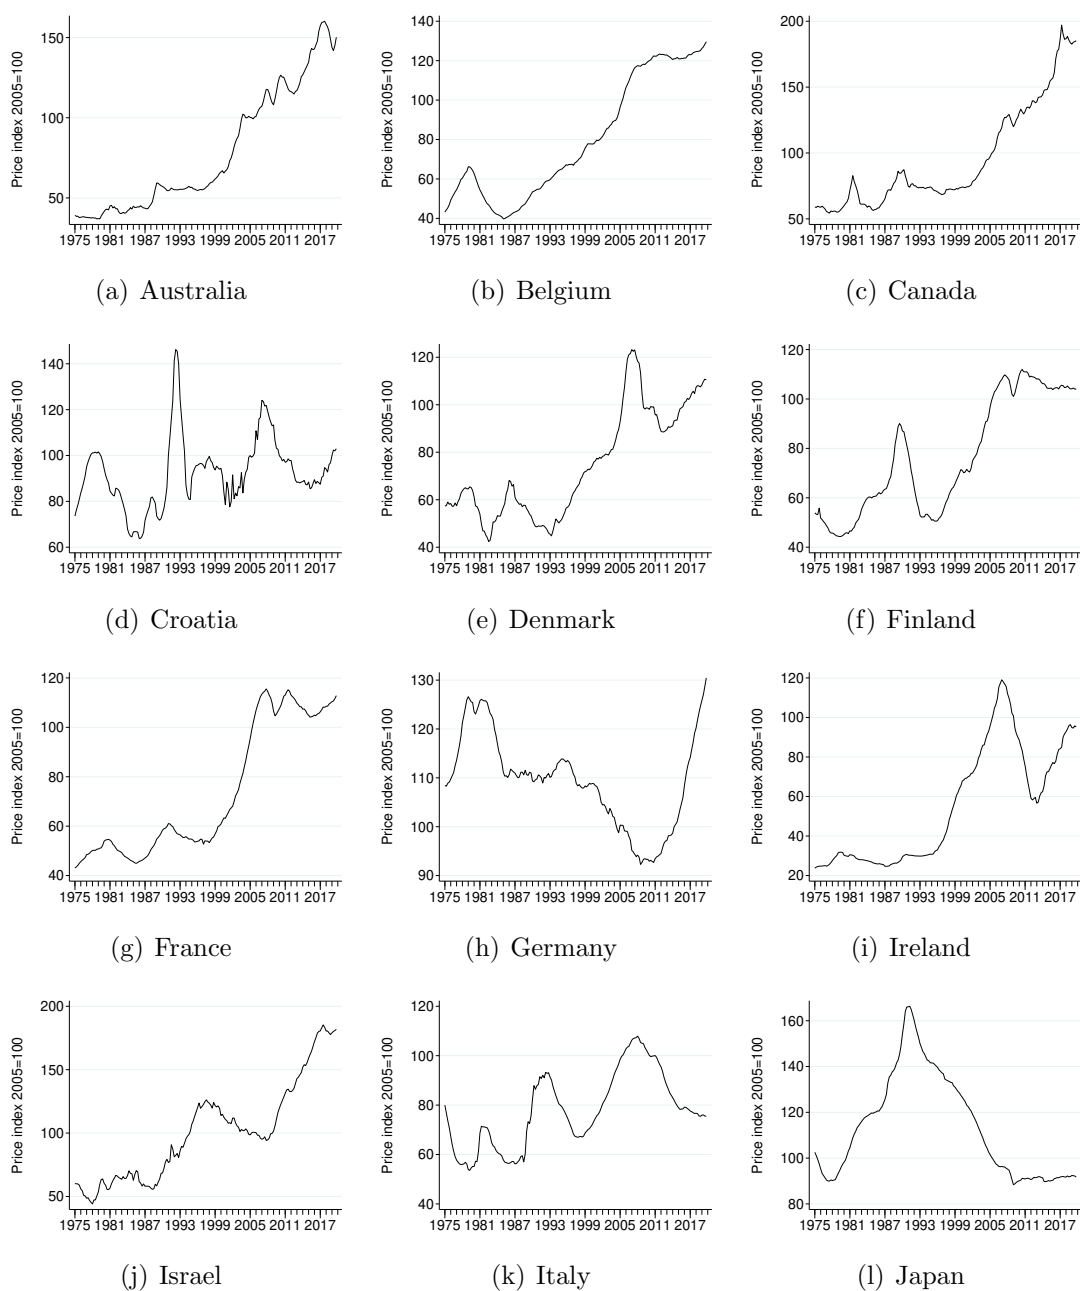 Price index 2005=100
150
100
50
1975 1981 1987 1993 1999 2005 2011 2017
(a) Australia
Price index 2005=100
140
120
100
80
60
40
1975 1981 1987 1993 1999 2005 2011 2017
(b) Belgium
Price index 2005=100
200
150
100
50
1975 1981 1987 1993 1999 2005 2011 2017
(c) Canada
Price index 2005=100
140
120
100
80
60
1975 1981 1987 1993 1999 2005 2011 2017
(d) Croatia
Price index 2005=100
120
100
80
60
40
1975 1981 1987 1993 1999 2005 2011 2017
(e) Denmark
Price index 2005=100
120
100
80
60
40
1975 1981 1987 1993 1999 2005 2011 2017
(f) Finland
Price index 2005=100
120
100
80
60
40
1975 1981 1987 1993 1999 2005 2011 2017
(g) France
Price index 2005=100
130
120
110
100
90
1975 1981 1987 1993 1999 2005 2011 2017
(h) Germany
Price index 2005=100
120
100
80
60
40
20
1975 1981 1987 1993 1999 2005 2011 2017
(i) Ireland
Price index 2005=100
200
150
100
50
1975 1981 1987 1993 1999 2005 2011 2017
(j) Israel
Price index 2005=100
120
100
80
60
40
1975 1981 1987 1993 1999 2005 2011 2017
(k) Italy
Price index 2005=100
160
140
120
100
80
1975 1981 1987 1993 1999 2005 2011 2017
(l) Japan